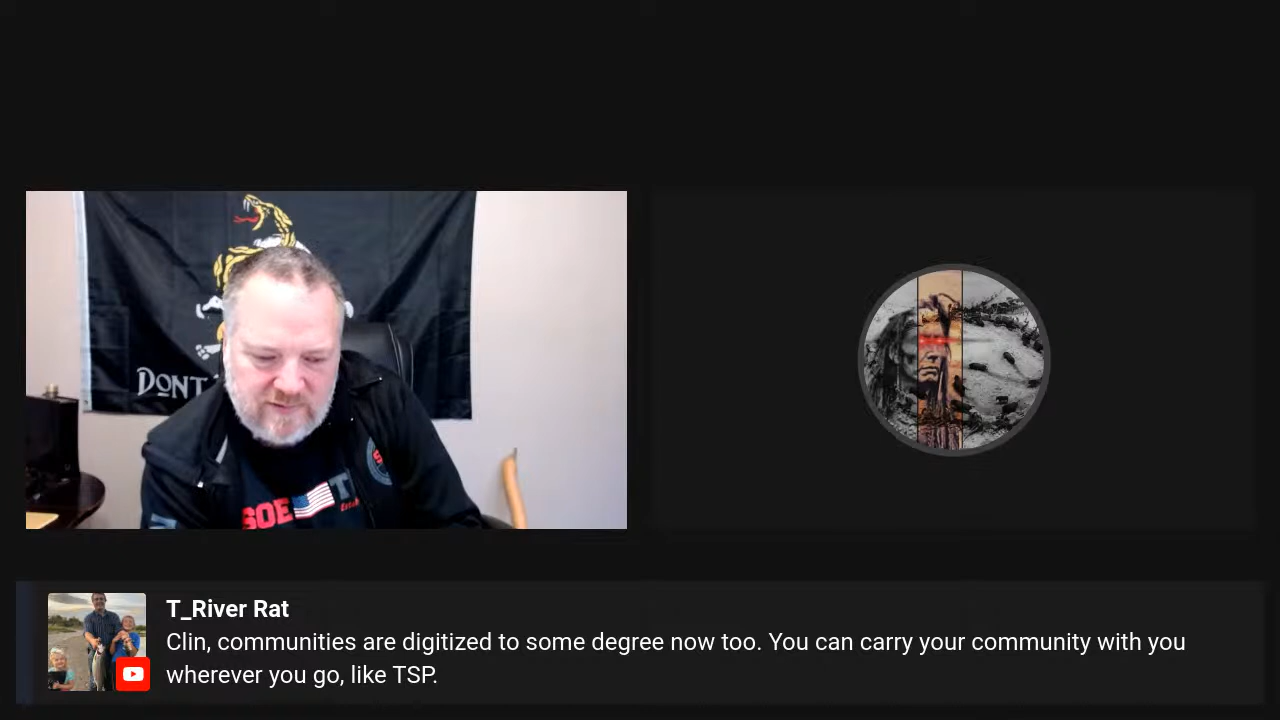 DONT
SOE T
T_River Rat
Clin, communities are digitized to some degree now too. You can carry your community with you
wherever you go, like TSP.